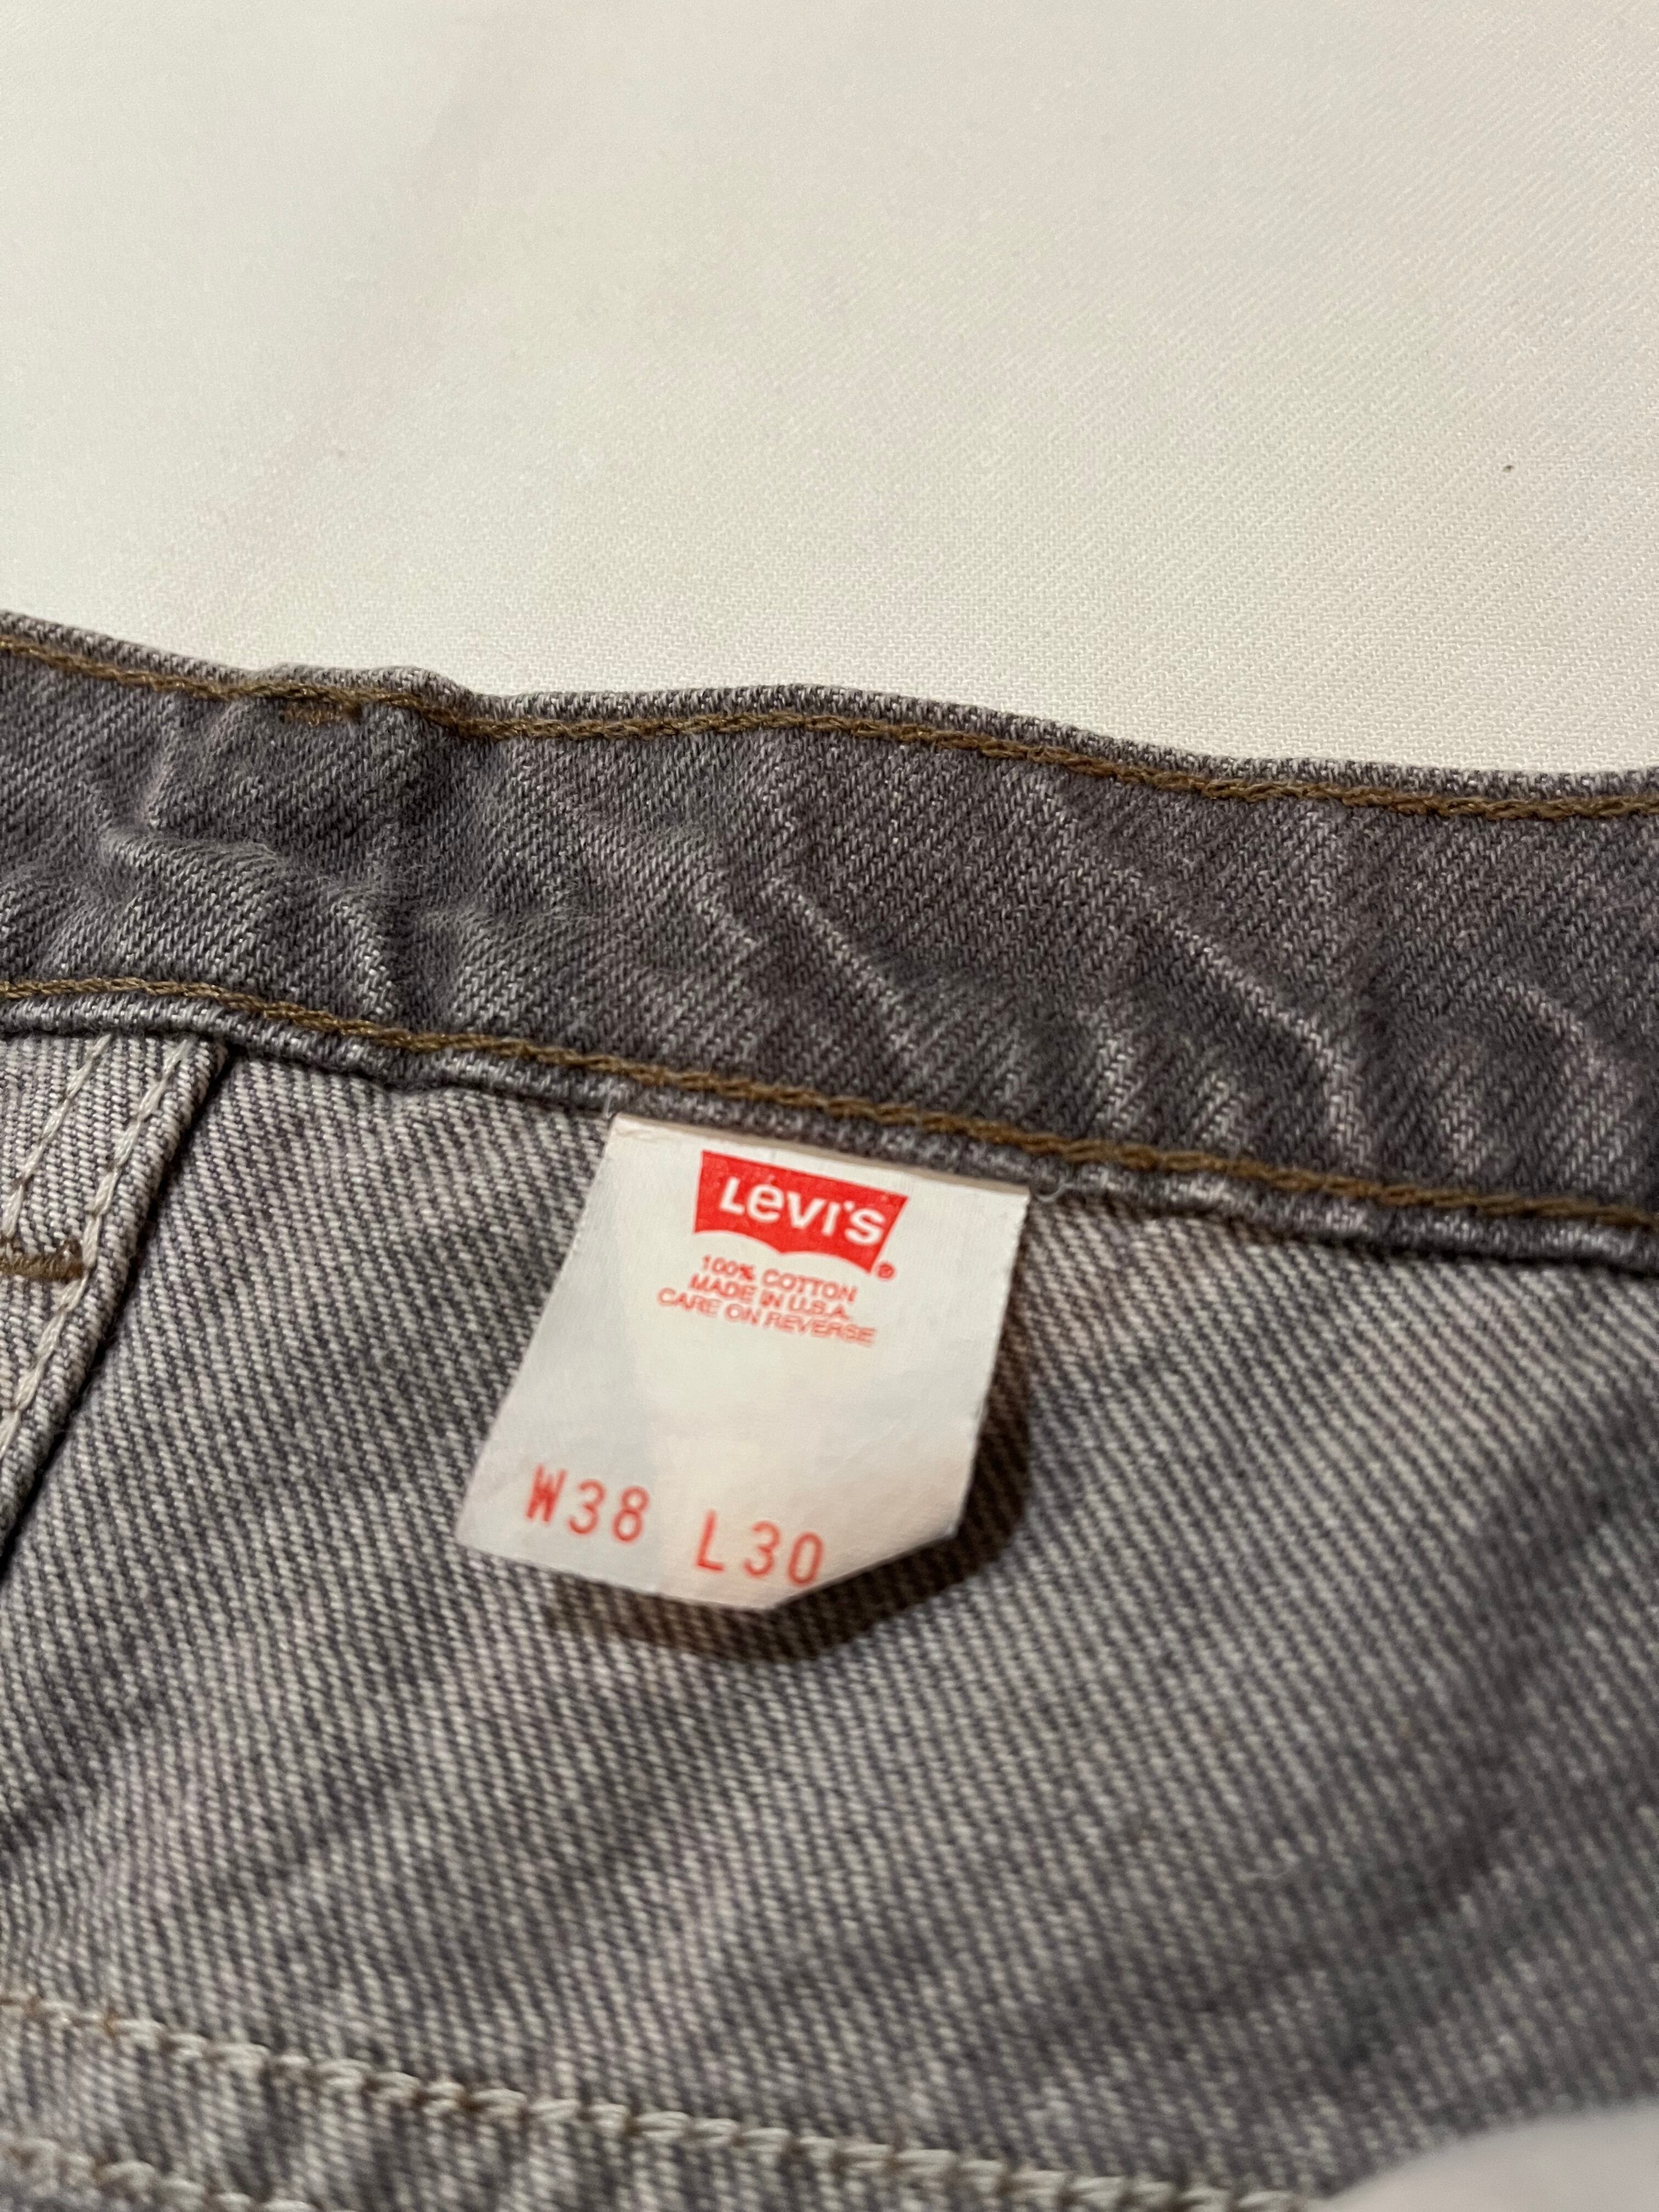 Levi's®
100% COTTON
MADE IN U.S.A.
CARE ON REVERSE
W38 L30